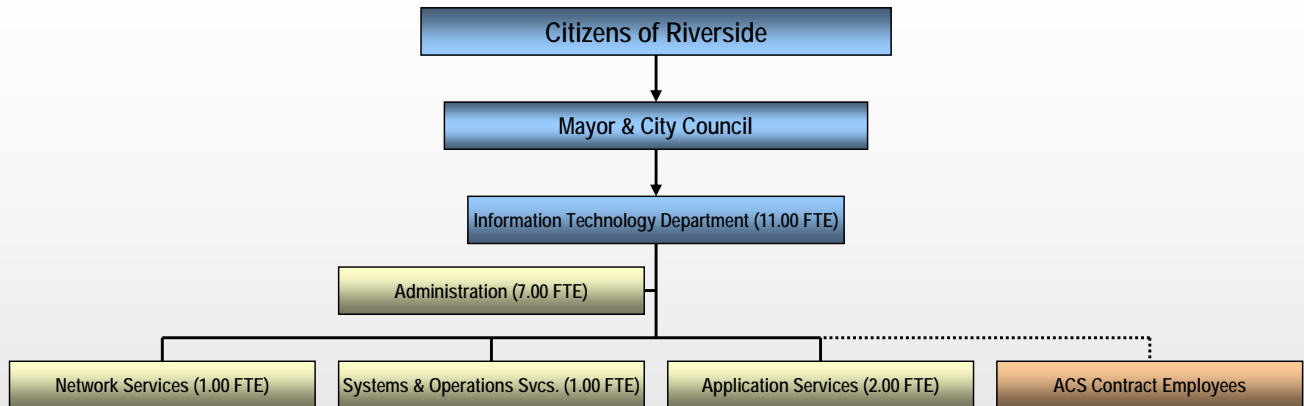 Citizens of Riverside
Mayor & City Council
Information Technology Department (11.00 FTE)
Administration (7.00 FTE)
Network Services (1.00 FTE)
Systems & Operations Svcs. (1.00 FTE)
Application Services (2.00 FTE)
ACS Contract Employees